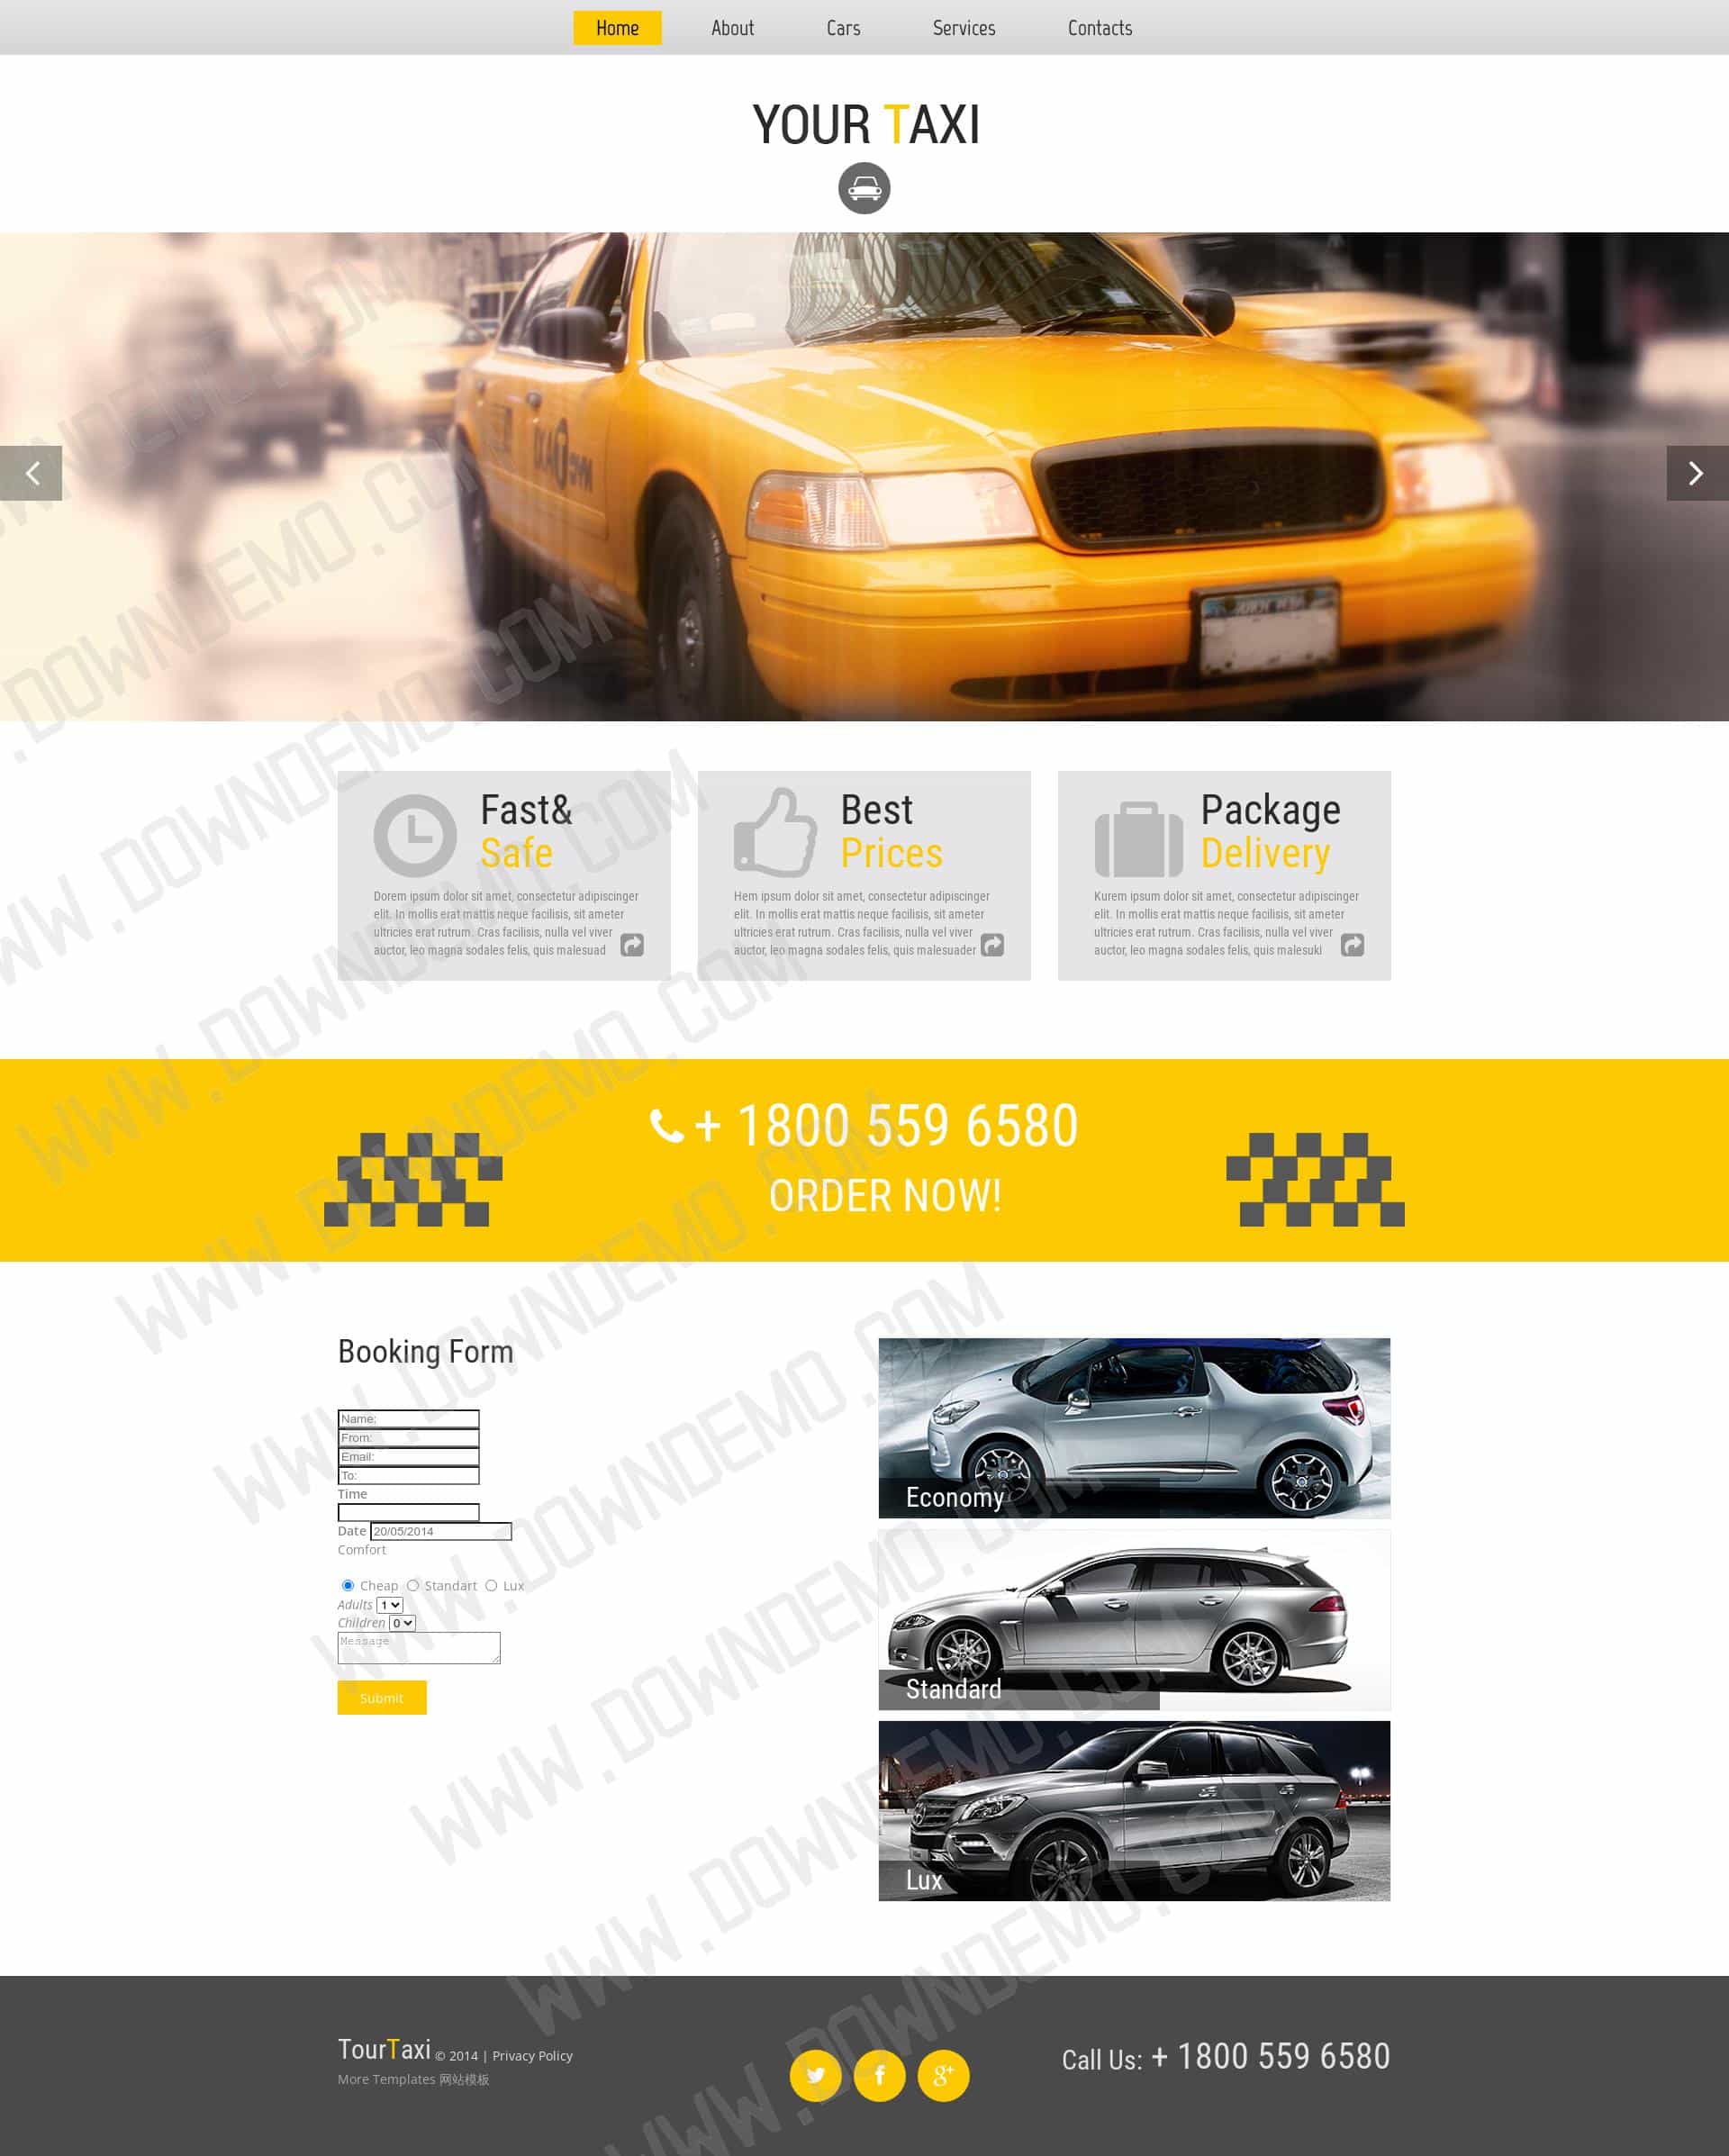 Home About Cars Services Contacts
YOUR TAXI
Fast&
Safe
Dorem ipsum dolor sit amet, consectetur adipiscinger
elit. In mollis erat mattis neque facilisis, sit ameter
ultricies erat rutrum. Cras facilisis, nulla vel viver
auctor, leo magna sodales felis, quis malesuad
Best
Prices
Hem ipsum dolor sit amet, consectetur adipiscinger
elit. In mollis erat mattis neque facilisis, sit ameter
ultricies erat rutrum. Cras facilisis, nulla vel viver
auctor, leo magna sodales felis, quis malesuader
Package
Delivery
Kurem ipsum dolor sit amet, consectetur adipiscinger
elit. In mollis erat mattis neque facilisis, sit ameter
ultricies erat rutrum. Cras facilisis, nulla vel viver
auctor, leo magna sodales felis, quis malesuki
+ 1800 559 6580
ORDER NOW!
Booking Form
Name:
From:
Email:
To:
Time
Date 20/05/2014
Comfort
Cheap Standart Lux
Adults 1
Children 0
Message
Submit
Economy
Standard
Lux
TourTaxi © 2014 | Privacy Policy
More Templates 网站模板
g+
Call Us: + 1800 559 6580
WWW.DOWNDEMO.COM